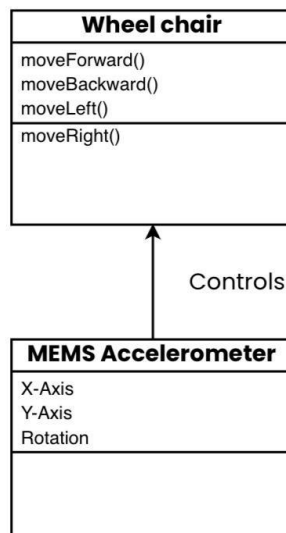 Wheel chair
moveForward()
moveBackward()
moveLeft()
moveRight()
Controls
MEMS Accelerometer
X-Axis
Y-Axis
Rotation